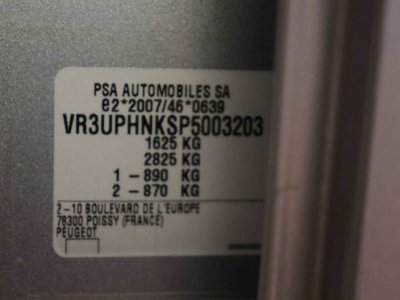 PSA AUTOMOBILES SA
e2*2007/46*0639
VR3UPHNKSP5003203
1625 KG
2825 KG
1 - 890 KG
2 - 870 KG
2 - 10 BOULEVARD DE L'EUROPE
78300 POISSY (FRANCE)
PEUGEOT